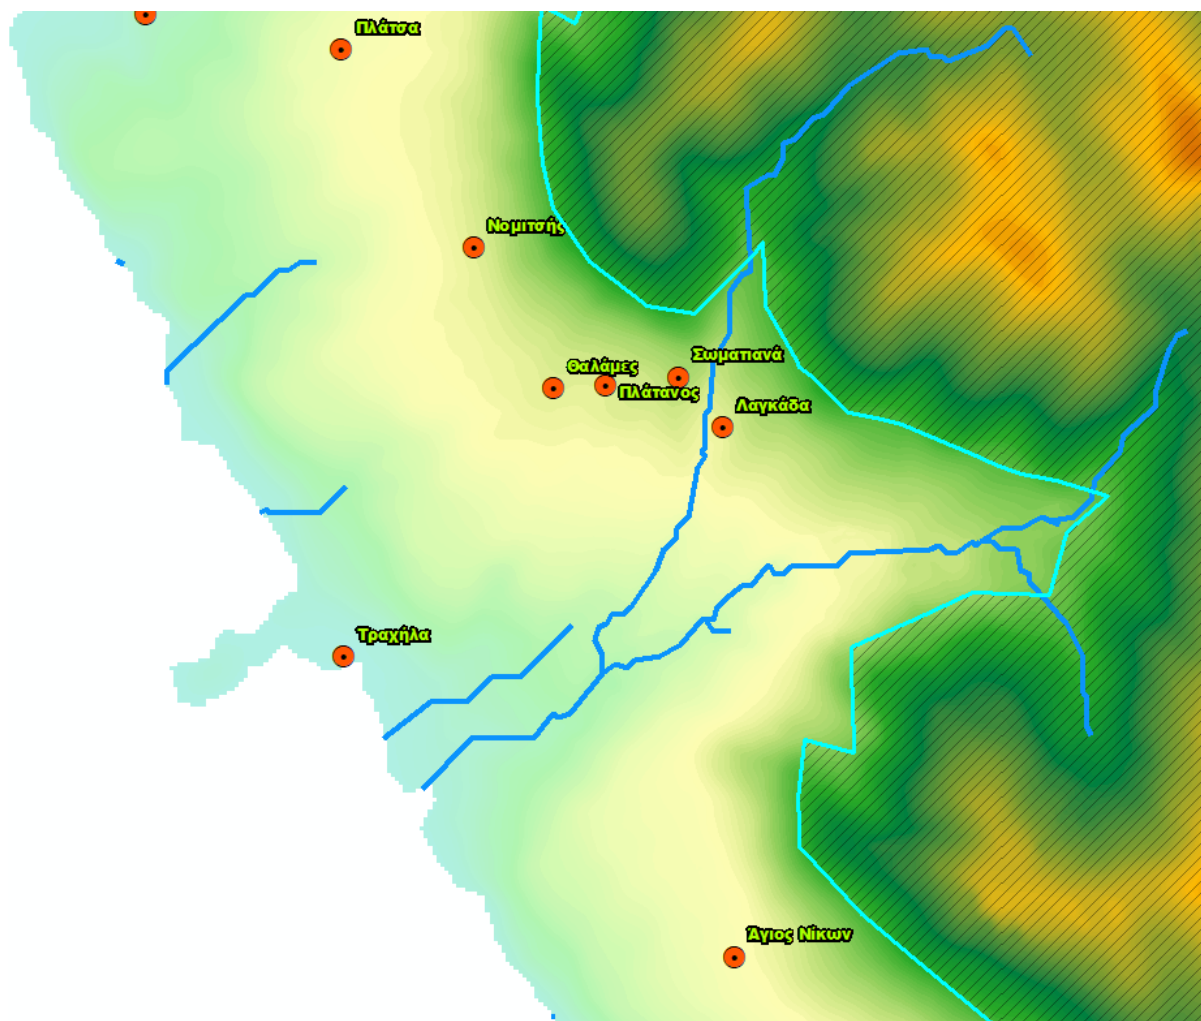 Πλάτσα
Νομιτσής
Σωματιανά
Θαλάμες
Πλάτανος
Λαγκάδα
Τραχήλα
Άγιος Νίκων